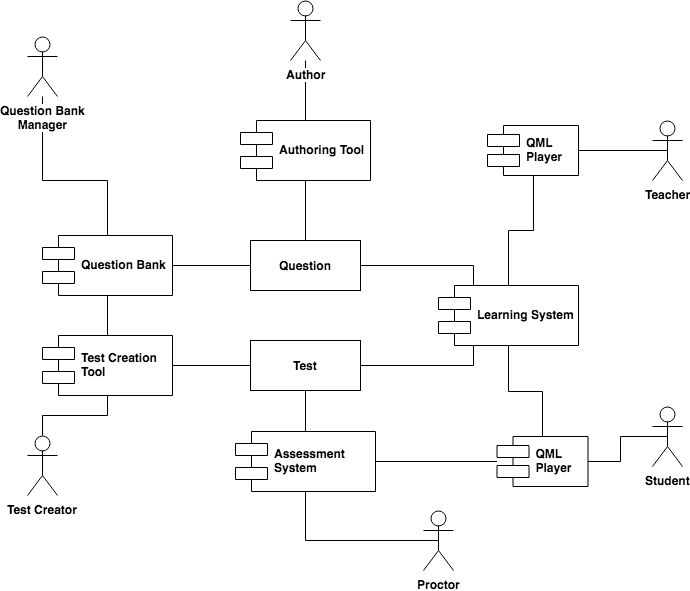 Author
Question Bank
Manager
Authoring Tool
QML
Player
Teacher
Question Bank
Question
Learning System
Test Creation
Tool
Test
Assessment
System
QML
Player
Student
Test Creator
Proctor